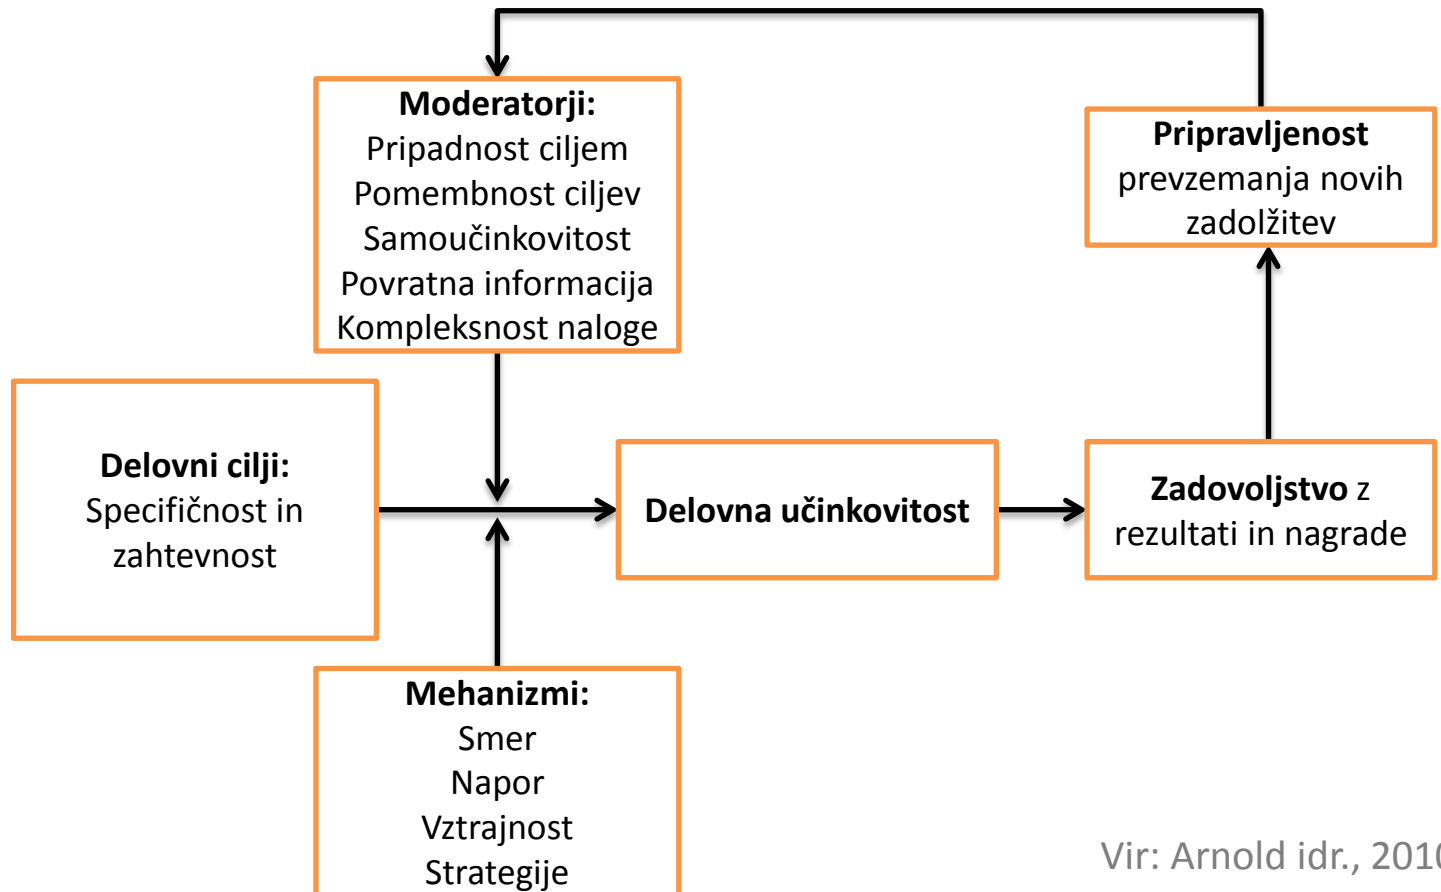 Moderatorji:
Pripadnost ciljem
Pomembnost ciljev
Samoučinkovitost
Povratna informacija
Kompleksnost naloge
Pripravljenost
prevzemanja novih
zadolžitev
Delovni cilji:
Specifičnost in
zahtevnost
Delovna učinkovitost
Zadovoljstvo z
rezultati in nagrade
Mehanizmi:
Smer
Napor
Vztrajnost
Strategije
Vir: Arnold idr., 2010